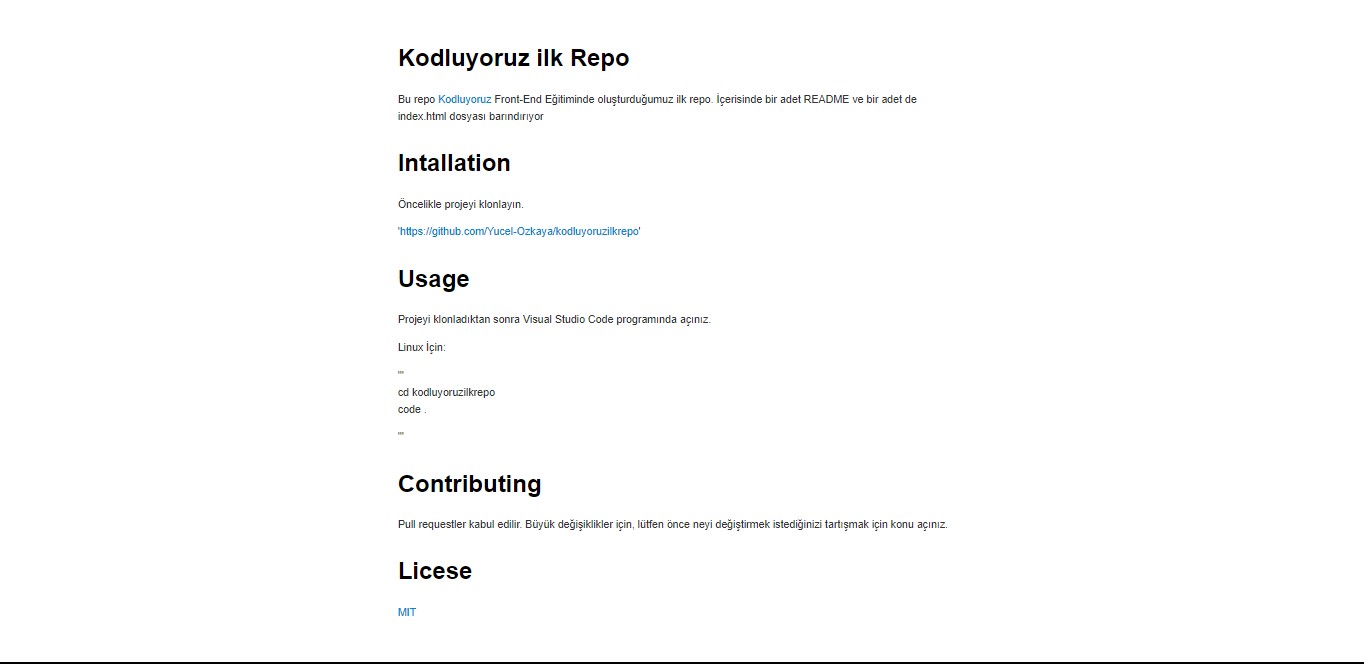 Kodluyoruz ilk Repo
Bu repo Kodluyoruz Front-End Eğitiminde oluşturduğumuz ilk repo. İçerisinde bir adet README ve bir adet de
index.html dosyası barındırıyor
Intallation
Öncelikle projeyi klonlayın.
'https://github.com/Yucel-Ozkaya/kodluyoruzilkrepo'
Usage
Projeyi klonladıktan sonra Visual Studio Code programında açınız.
Linux İçin:
'''
cd kodluyoruzilkrepo
code .
'''
Contributing
Pull requestler kabul edilir. Büyük değişiklikler için, lütfen önce neyi değiştirmek istediğinizi tartışmak için konu açınız.
Licese
MIT